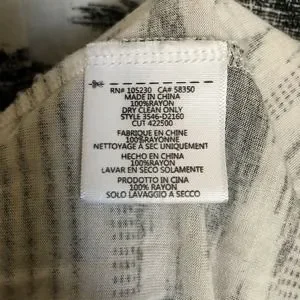 RN# 105230 CA# 58350
MADE IN CHINA
100%RAYON
DRY CLEAN ONLY
STYLE 3546-D2160
CUT 422500
FABRIQUE EN CHINE
100%RAYONNE
NETTOYAGE A SEC UNIQUEMENT
HECHO EN CHINA
100%RAYON
LAVAR EN SECO SOLAMENTE
PRODOTTO IN CINA
100% RAYON
SOLO LAVAGGIO A SECCO